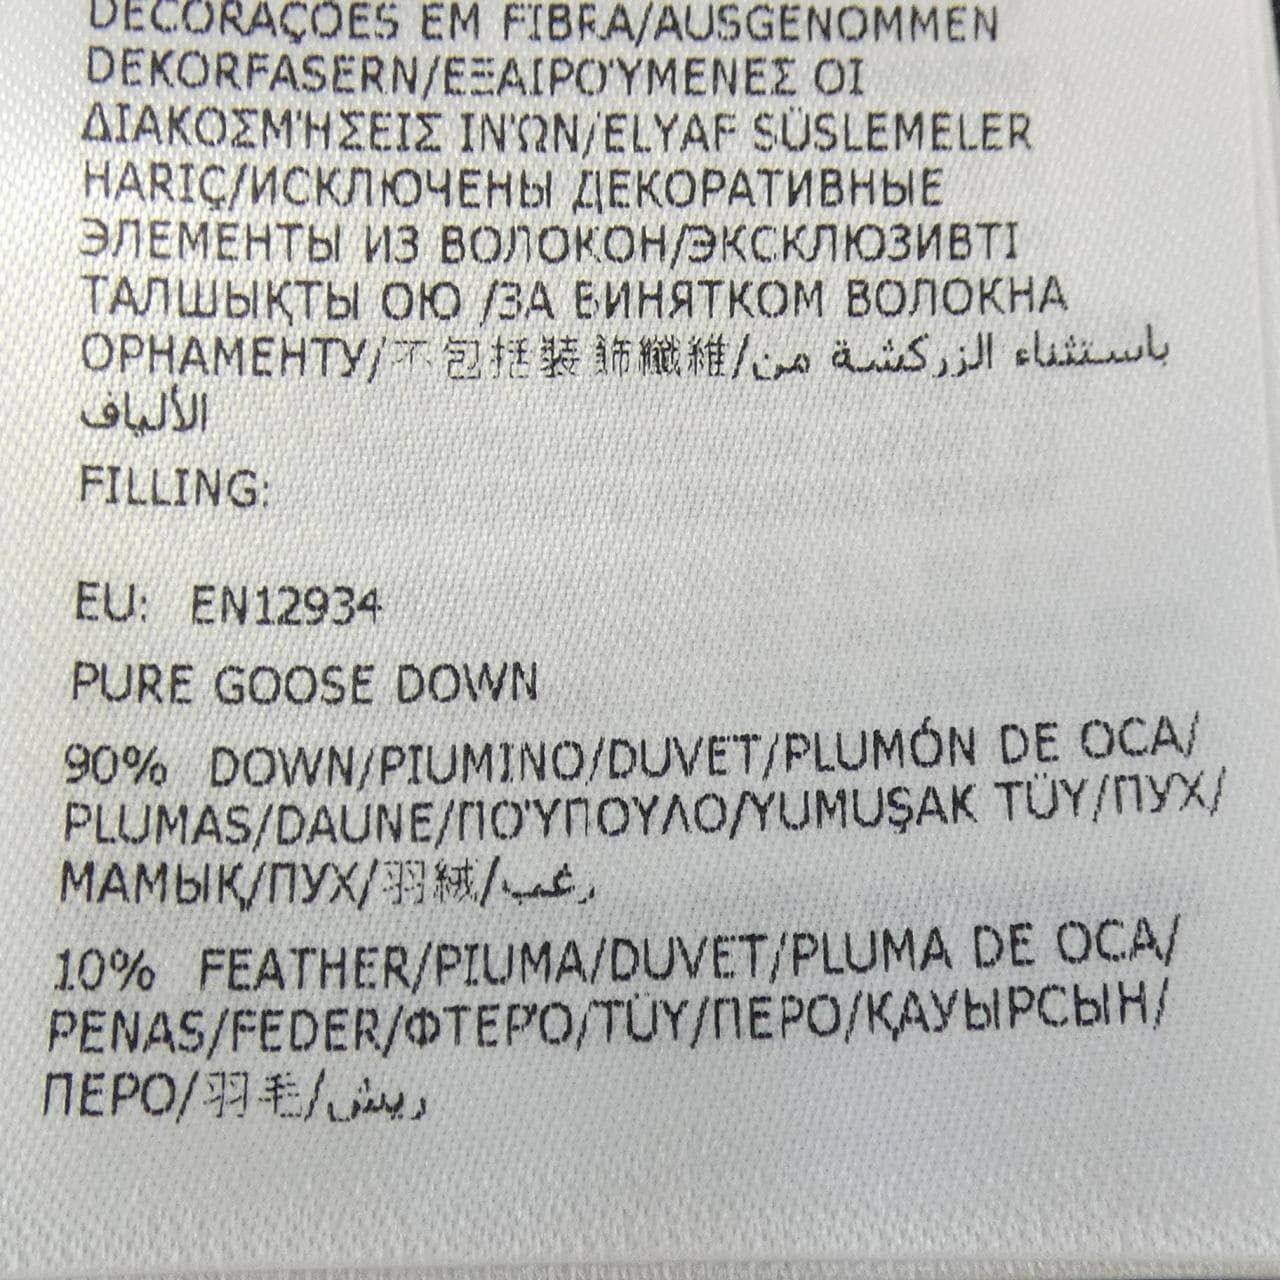 DECORAÇÕES EM FIBRA/AUSGENOMMEN
DEKORFASERN/ΕΞΑΙΡΟΎΜΕΝΕΣ ΟΙ
ΔΙΑΚΟΣΜΉΣΕΙΣ ΙΝΏΝ/ELYAF SÜSLEMELER
HARIÇ/ИСКЛЮЧЕНЫ ДЕКОРАТИВНЫЕ
ЭЛЕМЕНТЫ ИЗ ВОЛОКОН/ЭКСКЛЮЗИВТІ
ТАЛШЫҚТЫ ОЮ /ЗА ВИНЯТКОМ ВОЛОКНА
ОРНАМЕНТУ/不包括裝飾纖維/باستثناء الزركشة من
الألياف
FILLING:
EU: EN12934
PURE GOOSE DOWN
90% DOWN/PIUMINO/DUVET/PLUMÓN DE OCA/
PLUMAS/DAUNE/ΠΟΎΠΟΥΛΟ/YUMUŞAK TÜY/ПУХ/
МАМЫҚ/ПУХ/羽絨/زغب
10% FEATHER/PIUMA/DUVET/PLUMA DE OCA/
PENAS/FEDER/ΦΤΕΡΌ/TÜY/ПЕРО/ҚАУЫРСЫН/
ПЕРО/羽毛/ريش